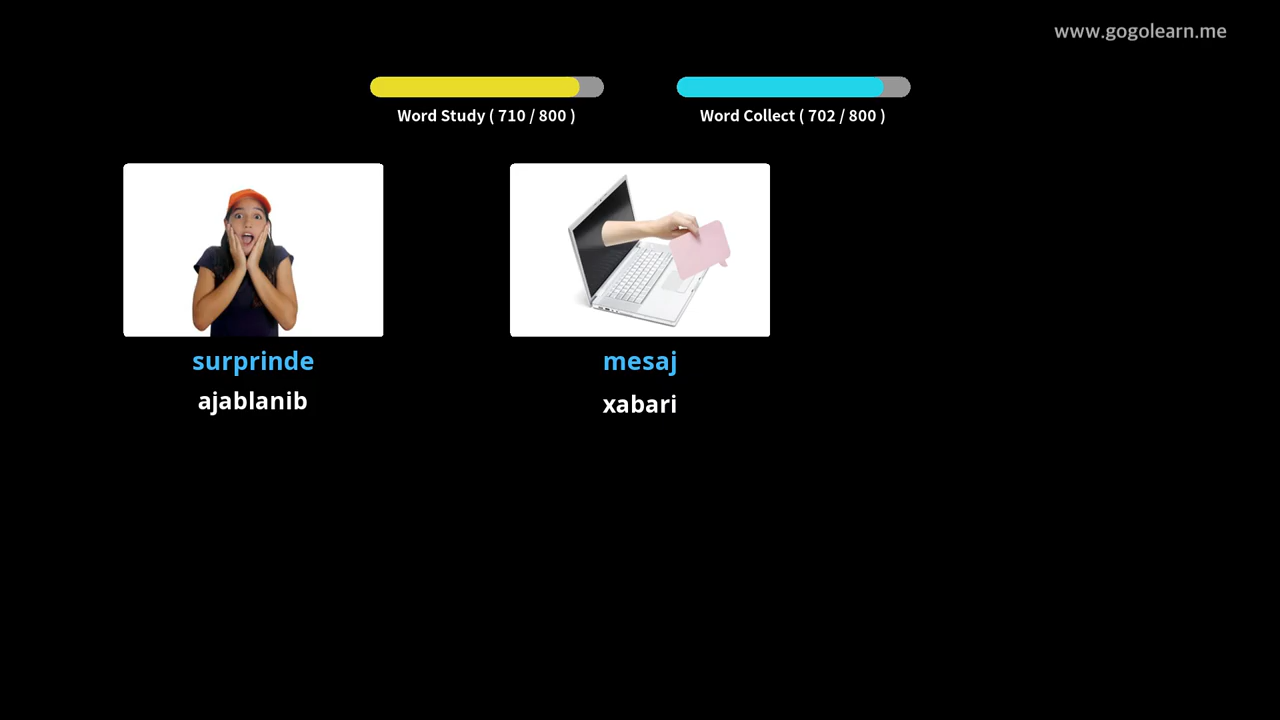 www.gogolearn.me
Word Study ( 710 / 800 )
Word Collect ( 702 / 800 )
surprinde
ajablanib
mesaj
xabari